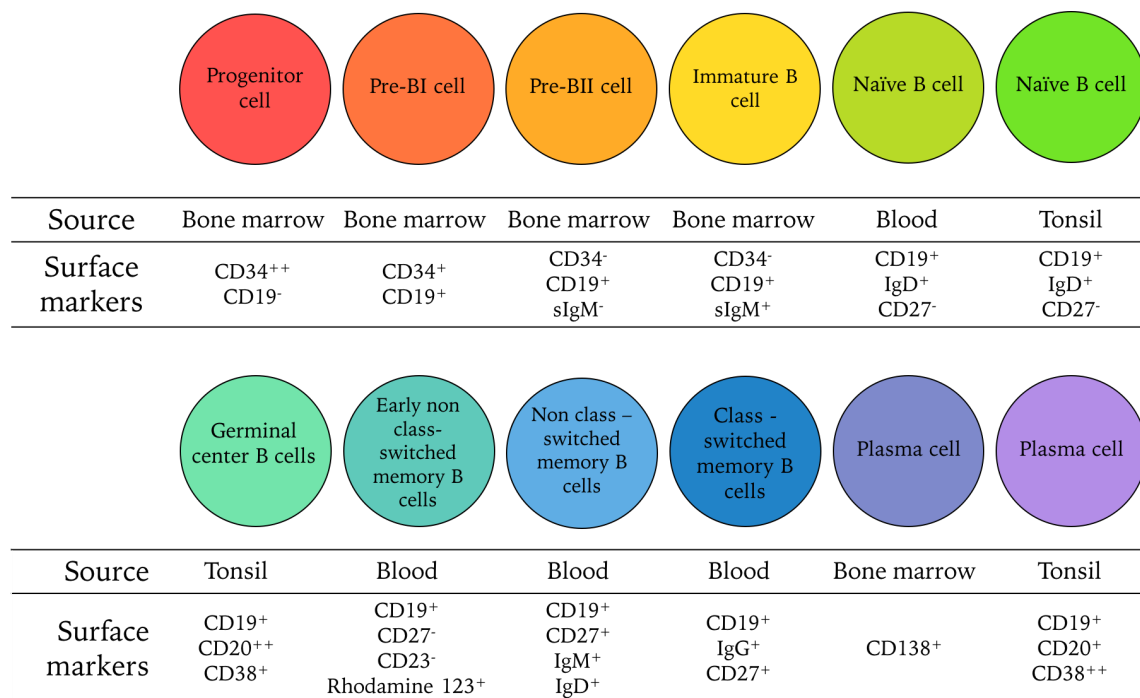 Progenitor
cell
Pre-BI cell
Pre-BII cell
Immature B
cell
Naïve B cell
Naïve B cell
Source
Bone marrow
Bone marrow
Bone marrow
Bone marrow
Blood
Tonsil
Surface
markers
CD34⁺⁺
CD19⁻
CD34⁺
CD19⁺
CD34⁻
CD19⁺
sIgM⁻
CD34⁻
CD19⁺
sIgM⁺
CD19⁺
IgD⁺
CD27⁻
CD19⁺
IgD⁺
CD27⁻
Germinal
center B cells
Early non
class-
switched
memory B
cells
Non class –
switched
memory B
cells
Class -
switched
memory B
cells
Plasma cell
Plasma cell
Source
Tonsil
Blood
Blood
Blood
Bone marrow
Tonsil
Surface
markers
CD19⁺
CD20⁺⁺
CD38⁺
CD19⁺
CD27⁻
CD23⁻
Rhodamine 123⁺
CD19⁺
CD27⁺
IgM⁺
IgD⁺
CD19⁺
IgG⁺
CD27⁺
CD138⁺
CD19⁺
CD20⁺
CD38⁺⁺